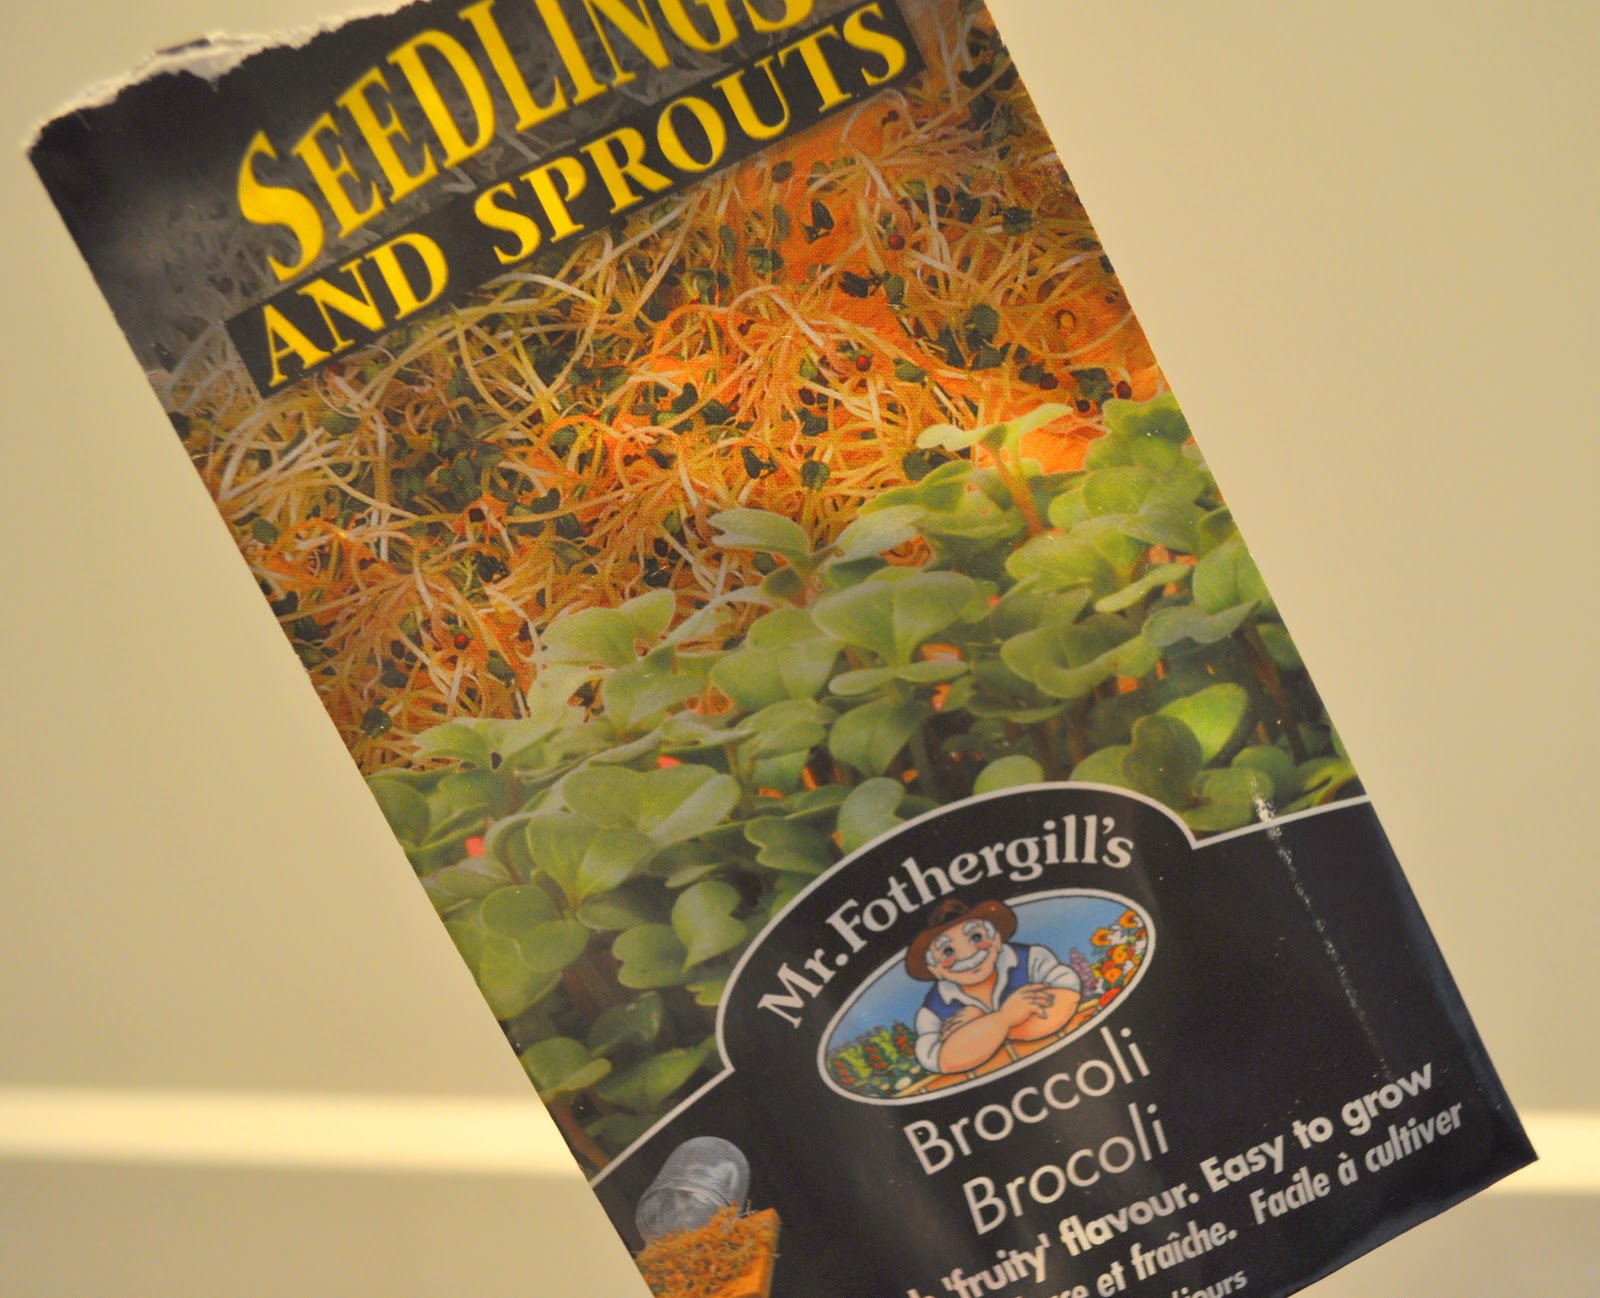 SEEDLINGS
AND SPROUTS
Mr. Fothergill's
Broccoli
Brocoli
'fruity' flavour. Easy to grow
et fraîche. Facile à cultiver